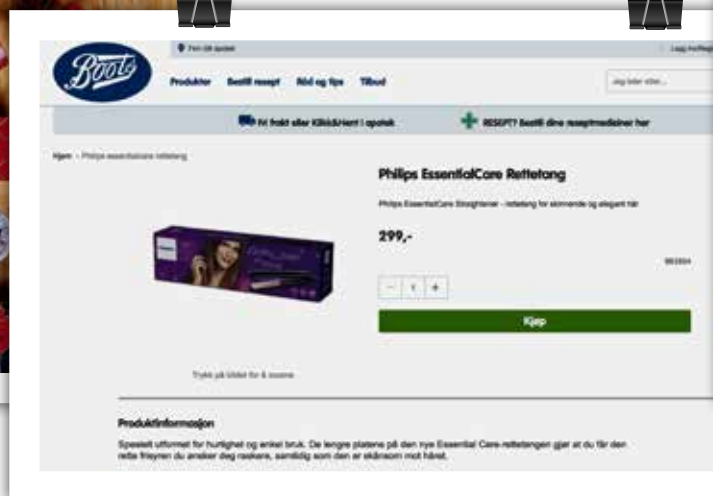 Boots
Finn ditt apotek
Produkter Bestill resept Råd og tips Tilbud
Jeg leter etter...
Fri frakt eller Klikk&Hent i apotek
RESEPT? Bestill dine reseptmedisiner her
Hjem - Philips essentialcare rettetang
Philips EssentialCare Rettetang
Philips EssentialCare Straightener - rettetang for skinnende og elegant hår
299,-
- 1 +
Kjøp
Trykk på bildet for å zoome
Produktinformasjon
Spesielt utformet for hurtighet og enkel bruk. De lengre platene på den nye Essential Care-rettetangen gjør at du får den
rette frisyren du ønsker deg raskere, samtidig som den er skånsom mot håret.